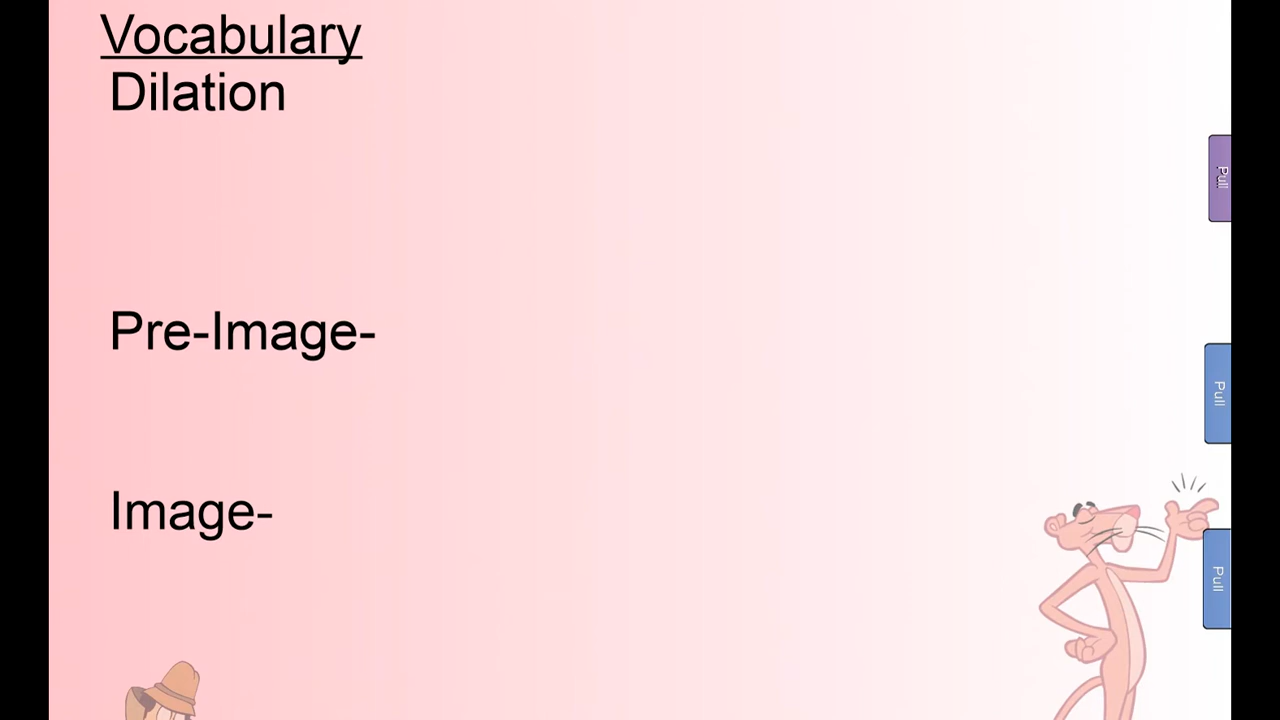 Vocabulary
Dilation
Pull
Pre-Image-
Pull
Image-
Pull